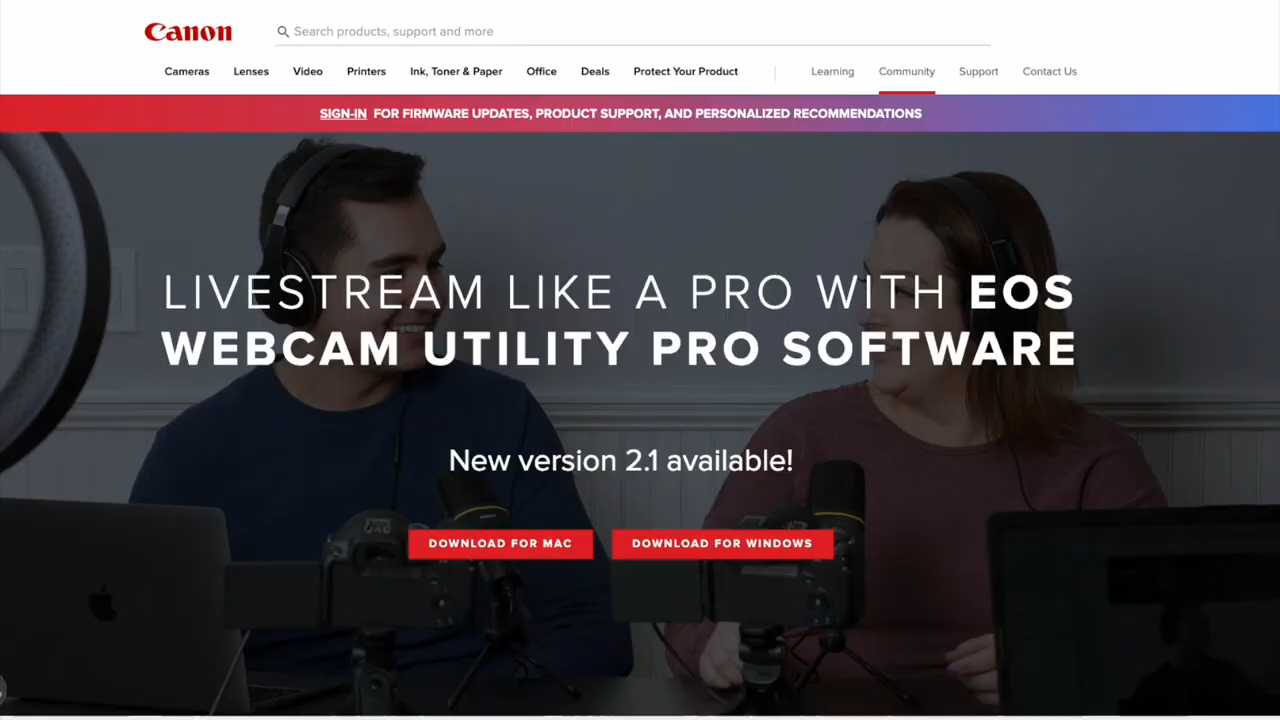 Canon
Search products, support and more
Cameras Lenses Video Printers Ink, Toner & Paper Office Deals Protect Your Product Learning Community Support Contact Us
SIGN-IN FOR FIRMWARE UPDATES, PRODUCT SUPPORT, AND PERSONALIZED RECOMMENDATIONS
LIVESTREAM LIKE A PRO WITH EOS
WEBCAM UTILITY PRO SOFTWARE
New version 2.1 available!
DOWNLOAD FOR MAC DOWNLOAD FOR WINDOWS